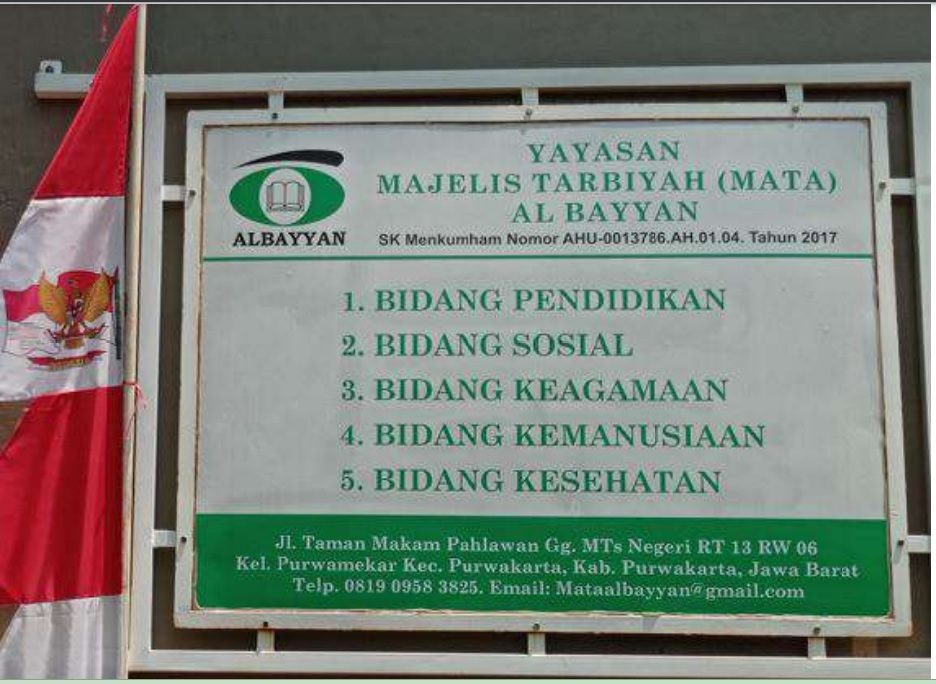 YAYASAN
MAJELIS TARBIYAH (MATA)
AL BAYYAN
ALBAYYAN
SK Menkumham Nomor AHU-0013786.AH.01.04. Tahun 2017
1. BIDANG PENDIDIKAN
2. BIDANG SOSIAL
3. BIDANG KEAGAMAAN
4. BIDANG KEMANUSIAAN
5. BIDANG KESEHATAN
Jl. Taman Makam Pahlawan Gg. MTs Negeri RT 13 RW 06
Kel. Purwamekar Kec. Purwakarta, Kab. Purwakarta, Jawa Barat
Telp. 0819 0958 3825. Email: Mataalbayyan@gmail.com